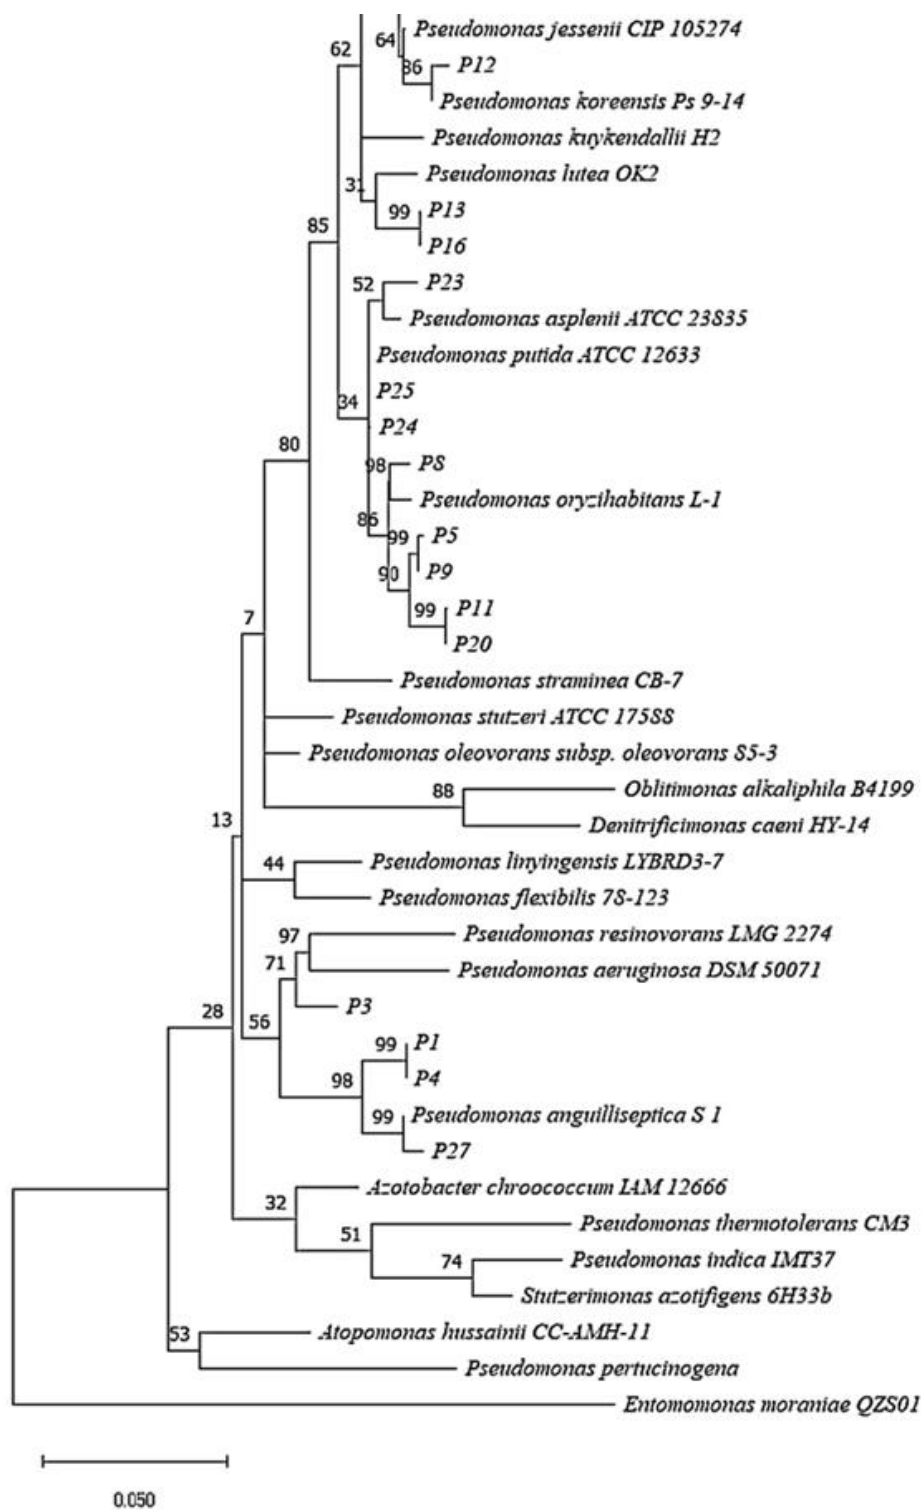 64
Pseudomonas jessenii CIP 105274
62
86
P12
Pseudomonas koreensis Ps 9-14
Pseudomonas kuykendallii H2
Pseudomonas lutea OK2
31
99
P13
85
P16
52
P23
Pseudomonas asplenii ATCC 23835
Pseudomonas putida ATCC 12633
P25
34
P24
80
98
P8
Pseudomonas oryzihabitans L-1
86
99
P5
90
P9
99
P11
7
P20
Pseudomonas straminea CB-7
Pseudomonas stutzeri ATCC 17588
Pseudomonas oleovorans subsp. oleovorans S5-3
88
Oblitimonas alkaliphila B4199
13
Denitrificimonas caeni HY-14
44
Pseudomonas linyingensis LYBRD3-7
Pseudomonas flexibilis 7S-123
97
Pseudomonas resinovorans LMG 2274
71
Pseudomonas aeruginosa DSM 50071
28
56
P3
99
P1
98
P4
99
Pseudomonas anguilliseptica S 1
P27
32
Azotobacter chroococcum IAM 12666
51
Pseudomonas thermotolerans CM3
74
Pseudomonas indica IMT37
Stutzerimonas azotifigens 6H33b
53
Atopomonas hussainii CC-AMH-11
Pseudomonas pertucinogena
Entomomonas moraniae QZS01
0.050